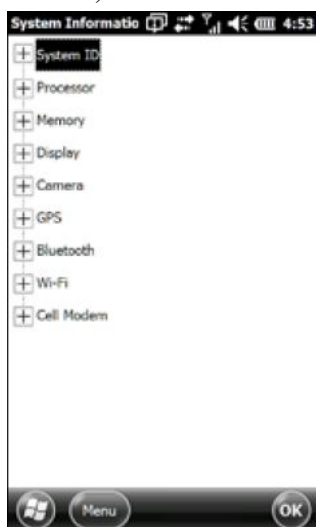 System Informatio 4:53
System ID
Processor
Memory
Display
Camera
GPS
Bluetooth
Wi-Fi
Cell Modem
Menu OK